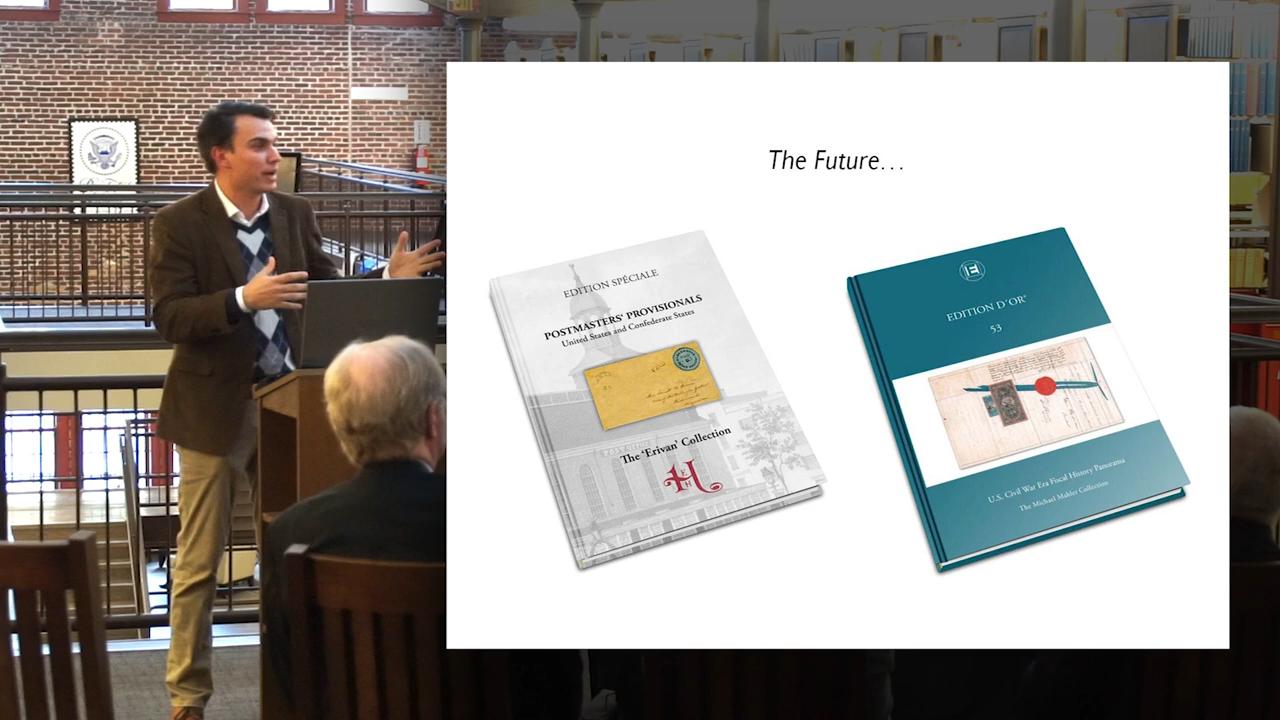 The Future...
EDITION SPÉCIALE
POSTMASTERS' PROVISIONALS
United States and Confederate States
The 'Erivan' Collection
H
EDITION D'OR
53
U.S. Civil War Era Fiscal History Panorama
The Michael Mahler Collection